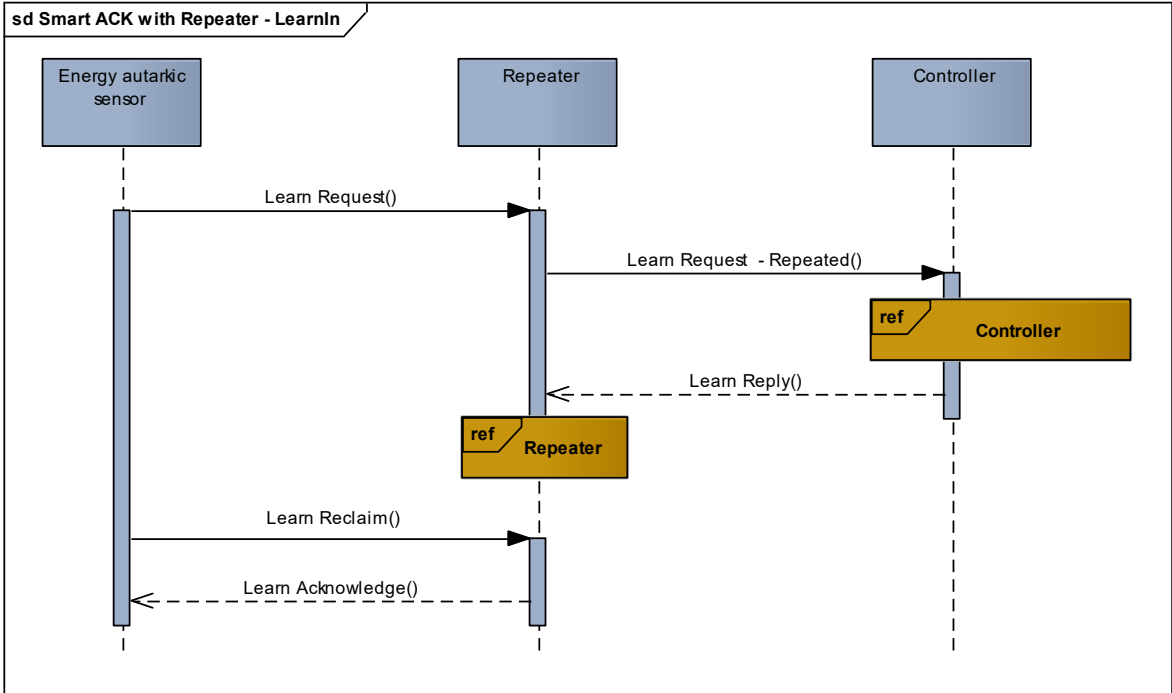 sd Smart ACK with Repeater - LearnIn
Energy autarkic
sensor
Repeater
Controller
Learn Request()
Learn Request - Repeated()
ref
Controller
Learn Reply()
ref
Repeater
Learn Reclaim()
Learn Acknowledge()